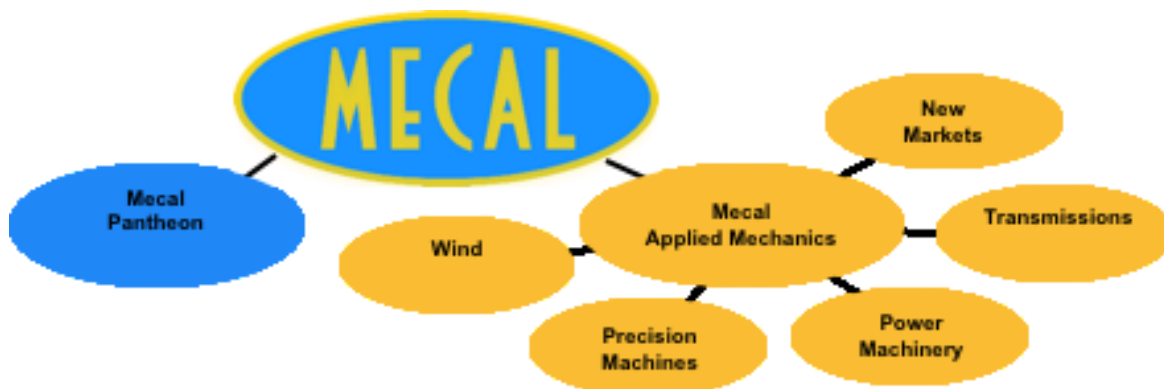 MECAL
New
Markets
Mecal
Pantheon
Mecal
Applied Mechanics
Transmissions
Wind
Precision
Machines
Power
Machinery